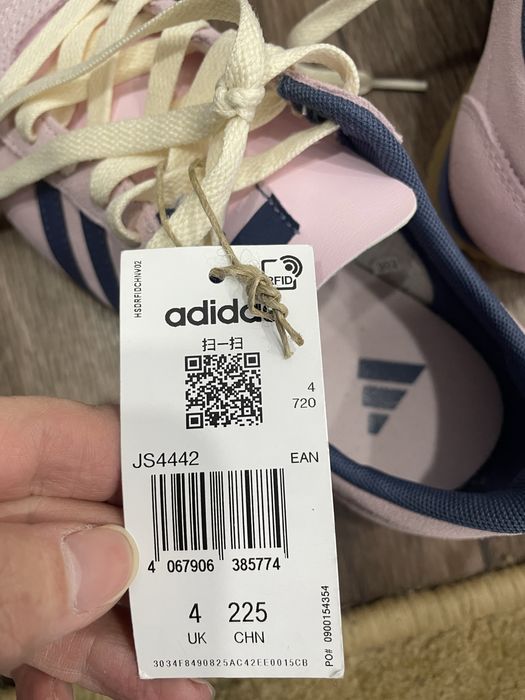 HSDRFIDCHNV02
RFID
adidas
扫一扫
4
720
JS4442
EAN
4 067906 385774
4 225
UK CHN
PO# 0900154354
3034F8490825AC42EE0015CB